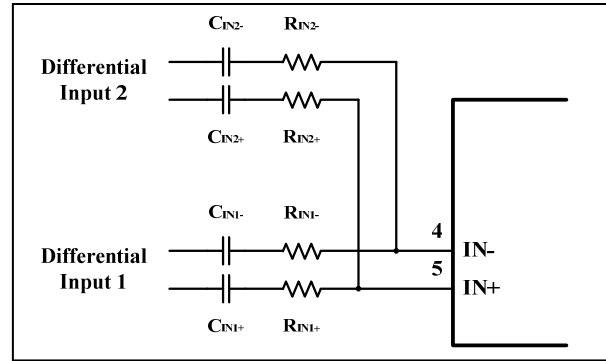 CIN2- RIN2-
Differential
Input 2
CIN2+ RIN2+
CIN1- RIN1-
4
Differential
Input 1
IN-
5
IN+
CIN1+ RIN1+